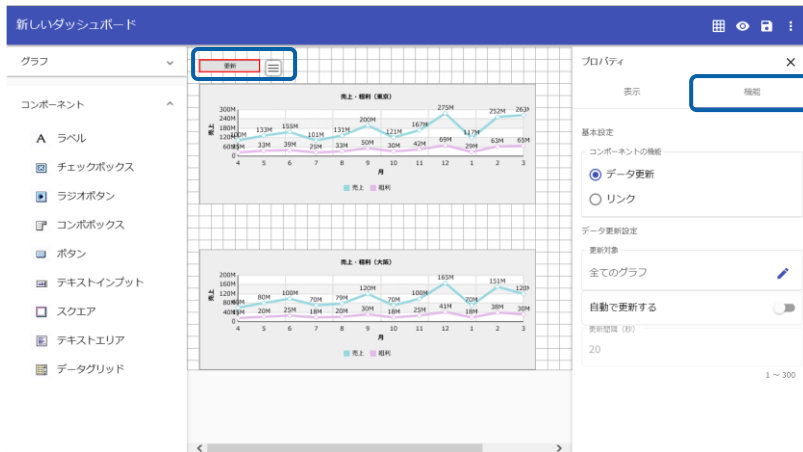 新しいダッシュボード
グラフ
コンポーネント
ラベル
チェックボックス
ラジオボタン
コンボボックス
ボタン
テキストインプット
スクエア
テキストエリア
データグリッド
更新
売上・粗利（東京）
300M
240M
180M
120M
60M
0
売上
100M 133M 155M 101M 131M 200M 121M 167M 275M 117M 252M 263M
33M 39M 25M 33M 50M 30M 42M 69M 29M 63M 65M
4 5 6 7 8 9 10 11 12 1 2 3
月
売上 粗利
売上・粗利（大阪）
200M
160M
120M
80M
40M
0
売上
80M 100M 70M 79M 120M 70M 100M 165M 70M 151M 120M
20M 25M 18M 20M 30M 18M 25M 41M 18M 38M 30M
4 5 6 7 8 9 10 11 12 1 2 3
月
売上 粗利
プロパティ
表示 機能
基本設定
コンポーネントの機能
データ更新
リンク
データ更新設定
更新対象
全てのグラフ
自動で更新する
更新間隔（秒）
20
1 ～ 300